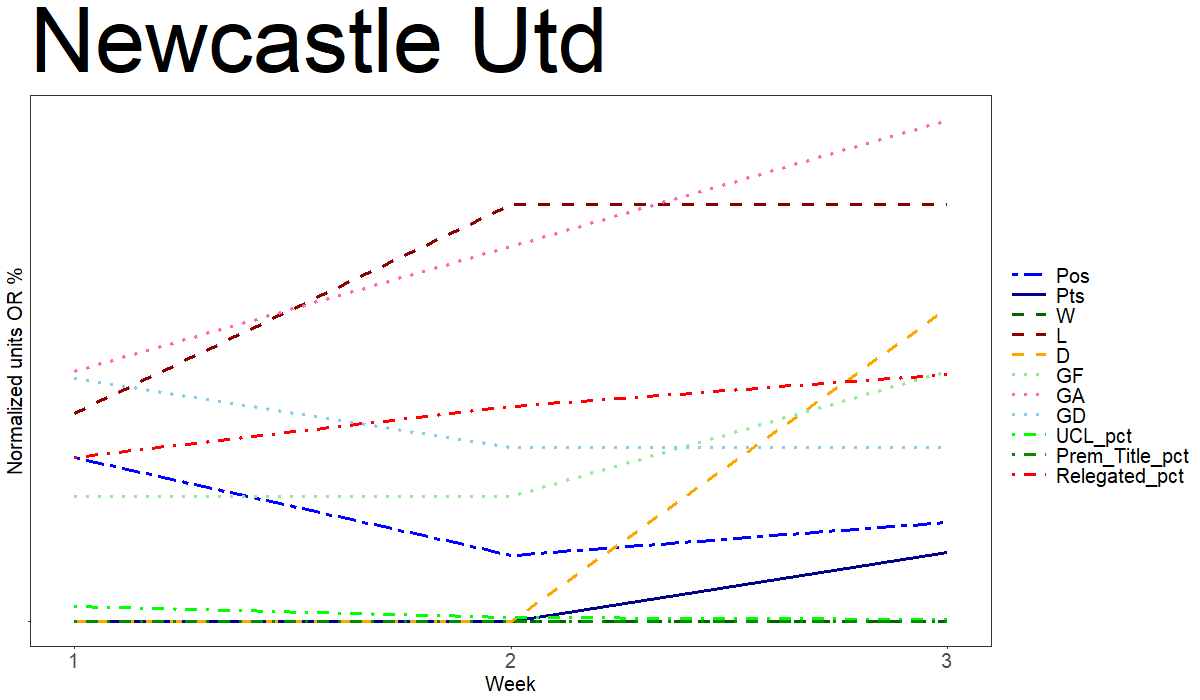 Newcastle Utd
Normalized units OR %
1
2
3
Week
Pos
Pts
W
L
D
GF
GA
GD
UCL_pct
Prem_Title_pct
Relegated_pct